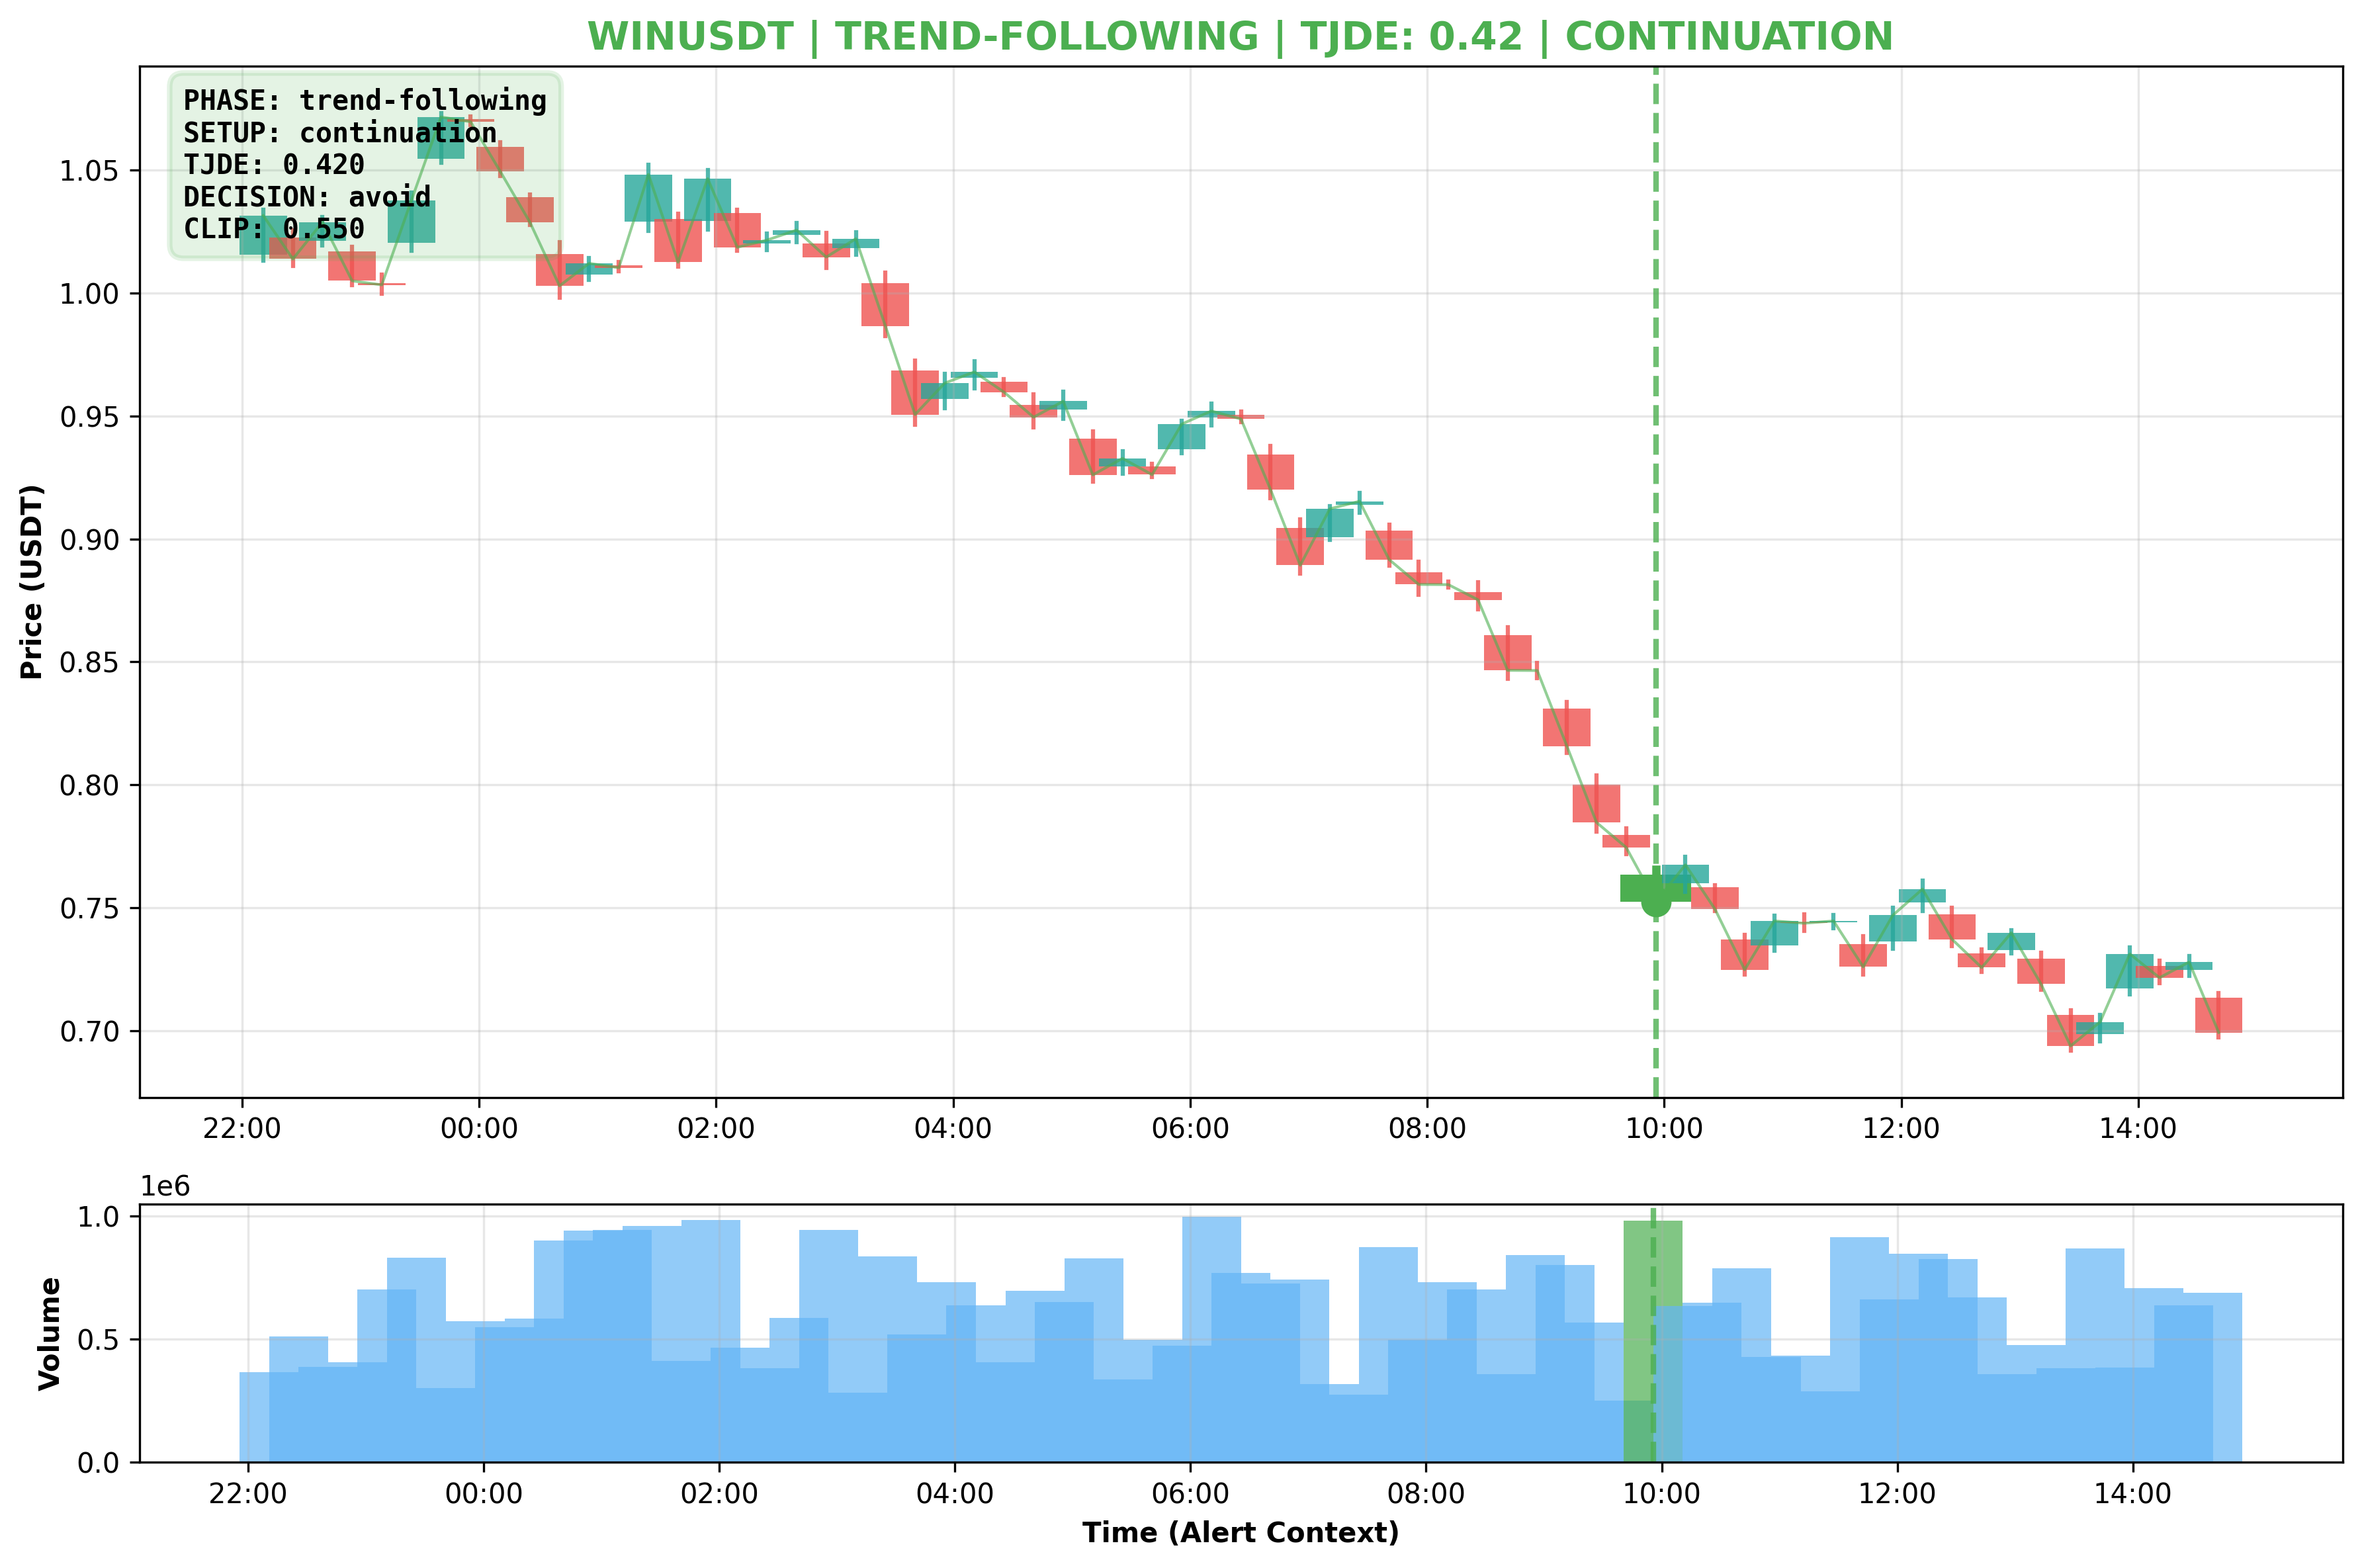 WINUSDT | TREND-FOLLOWING | TJDE: 0.42 | CONTINUATION
PHASE: trend-following
SETUP: continuation
TJDE: 0.420
DECISION: avoid
CLIP: 0.550
Price (USDT)
1.05
1.00
0.95
0.90
0.85
0.80
0.75
0.70
22:00 00:00 02:00 04:00 06:00 08:00 10:00 12:00 14:00
1e6
Volume
1.0
0.5
0.0
22:00 00:00 02:00 04:00 06:00 08:00 10:00 12:00 14:00
Time (Alert Context)